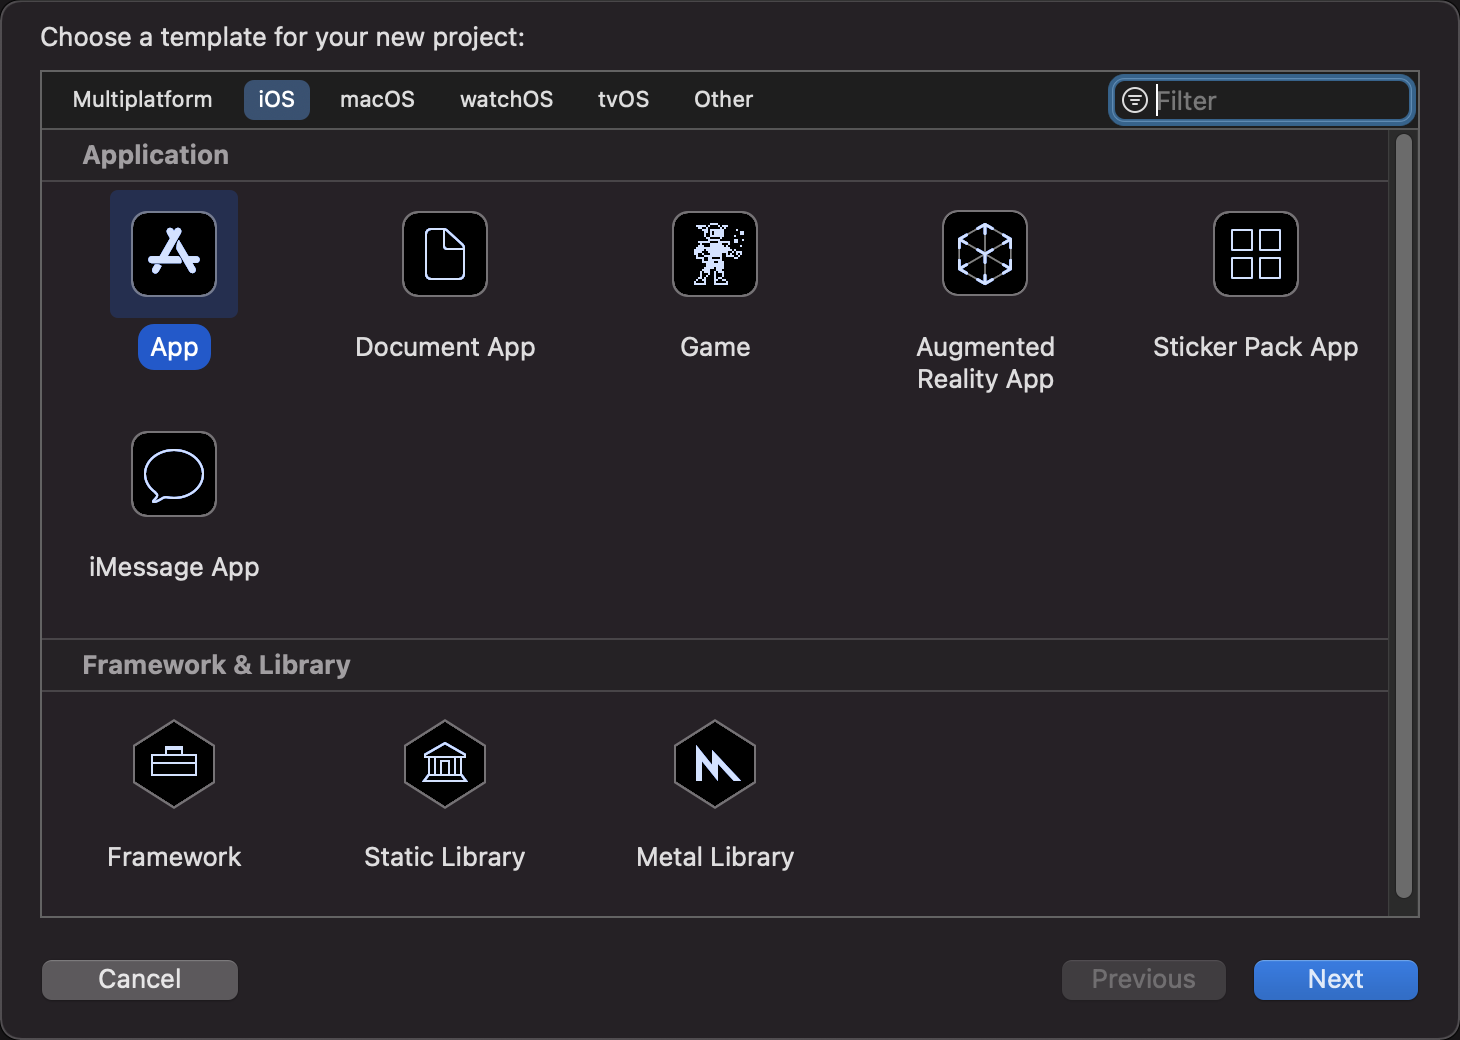 Choose a template for your new project:
Multiplatform iOS macOS watchOS tvOS Other Filter
Application
App Document App Game Augmented Reality App Sticker Pack App
iMessage App
Framework & Library
Framework Static Library Metal Library
Cancel Previous Next